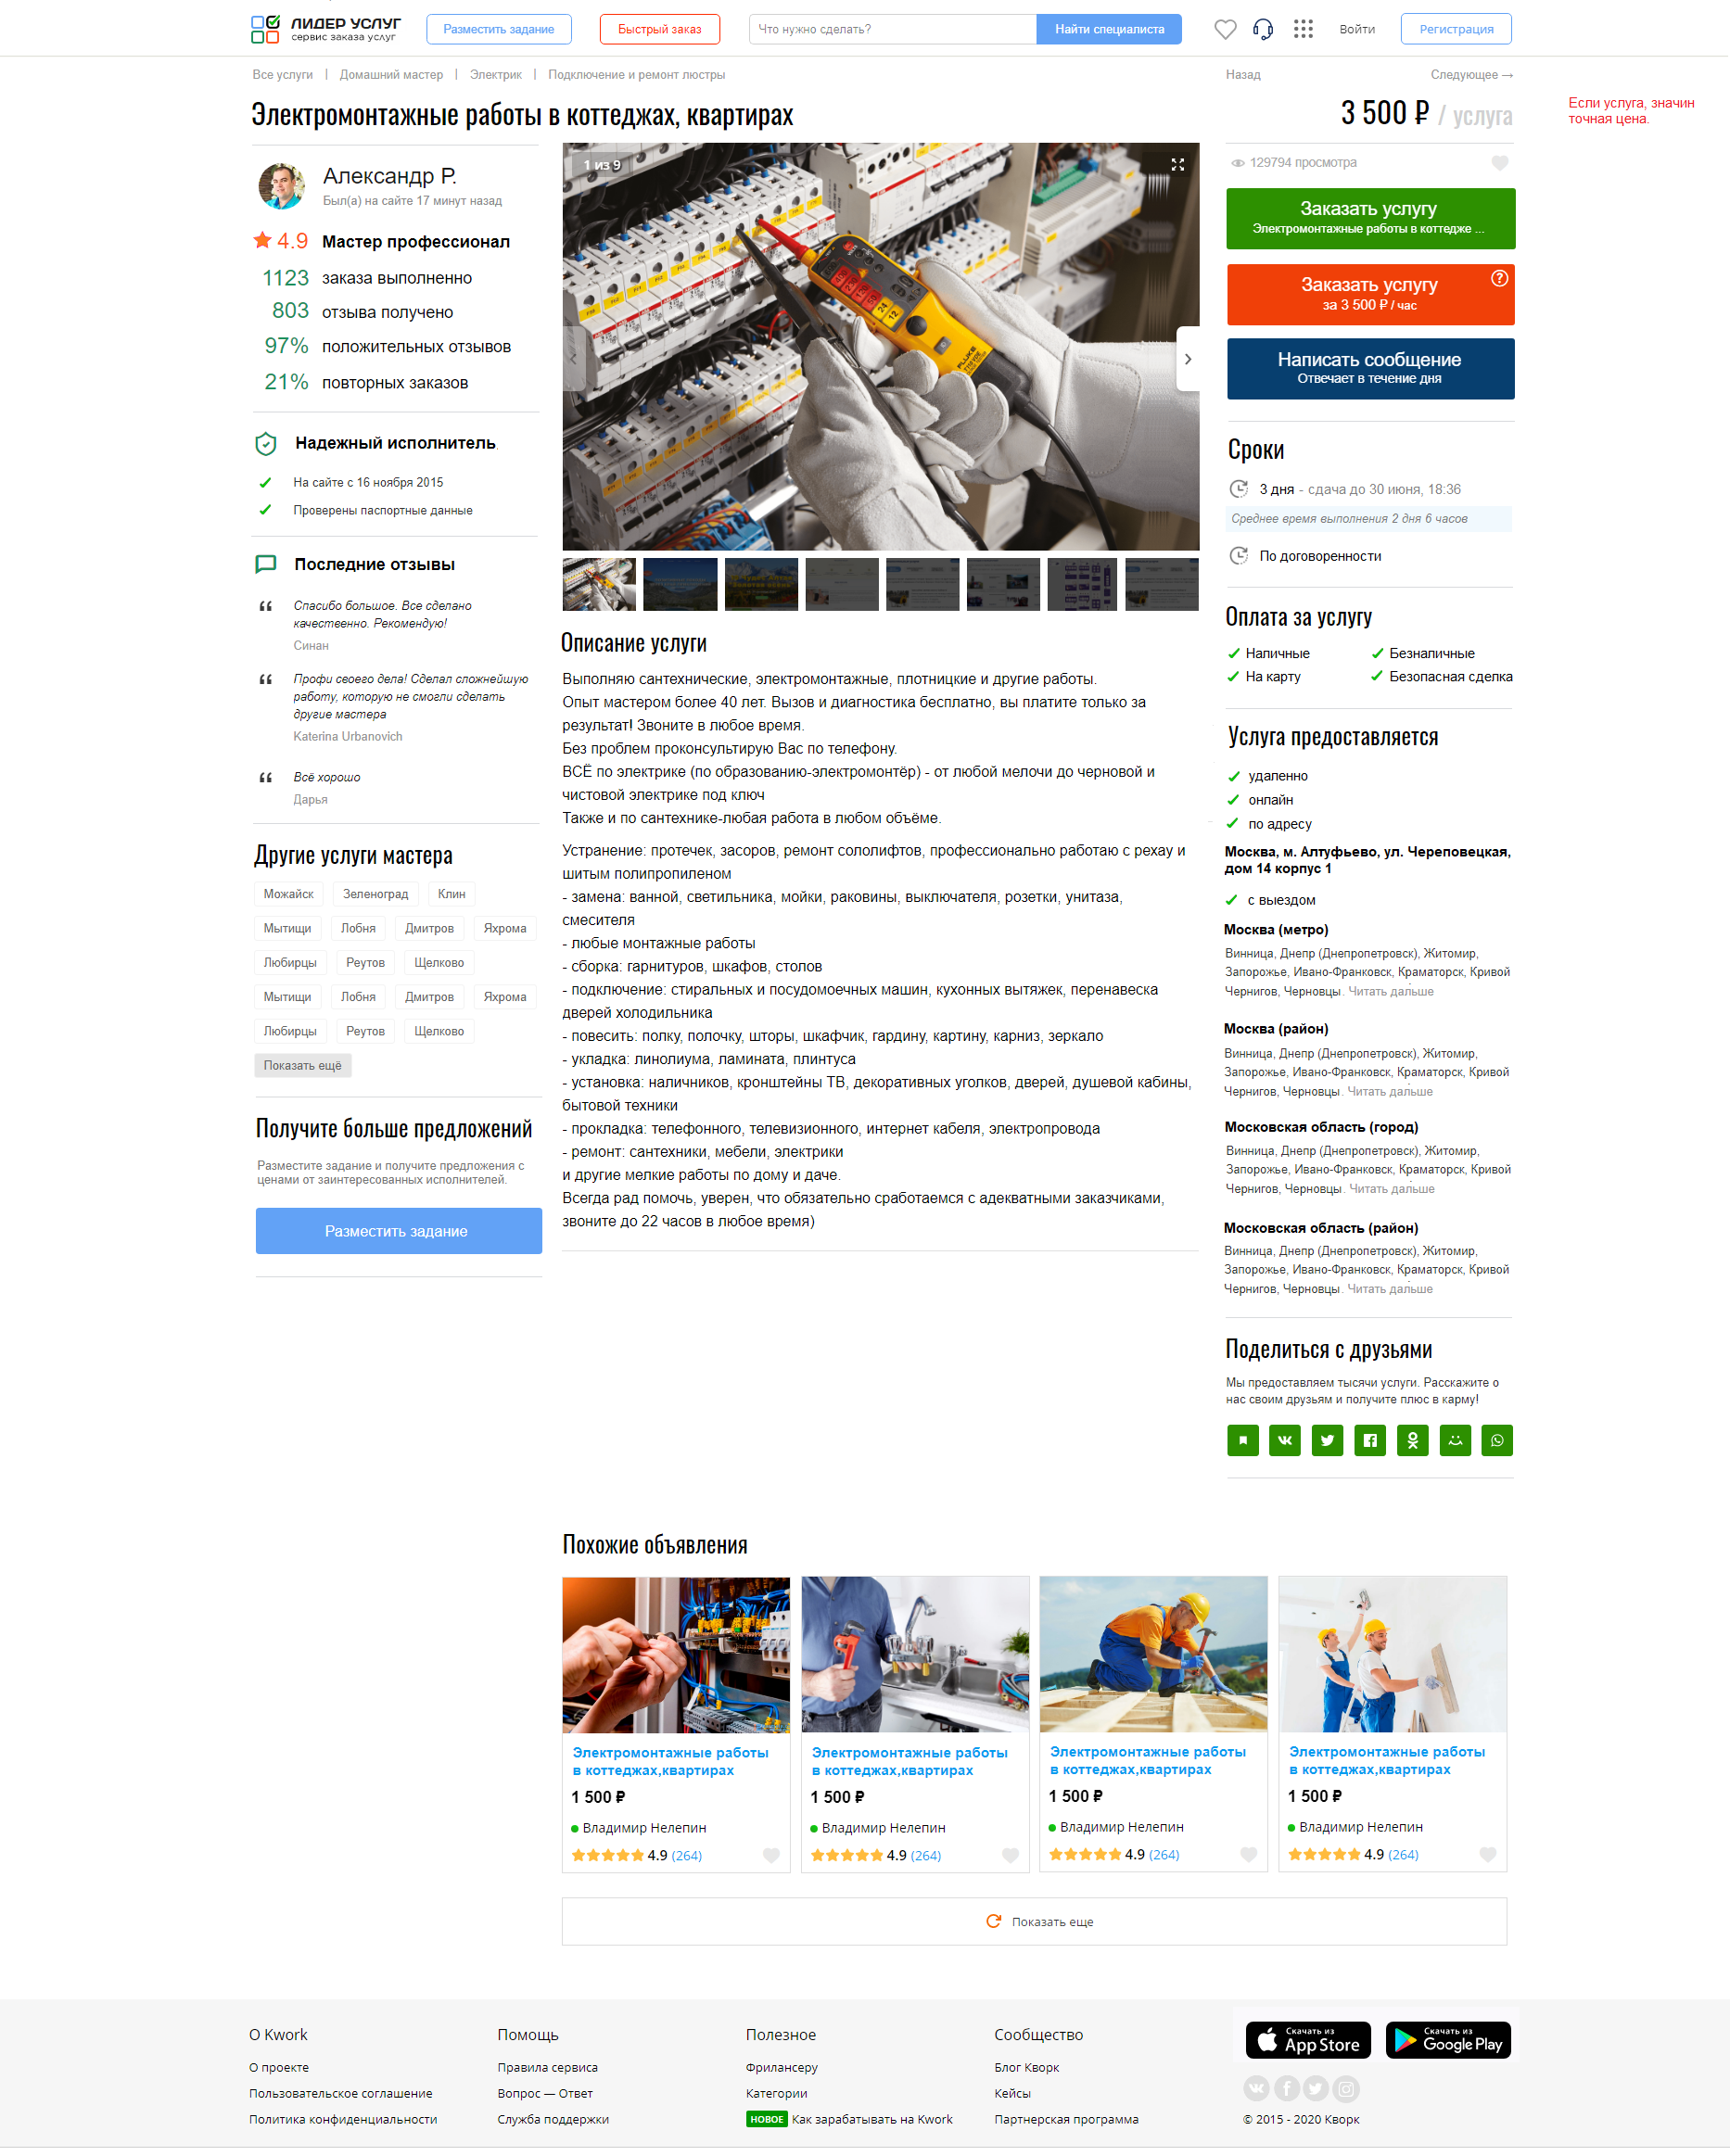 ЛИДЕР УСЛУГ
сервис заказа услуг
Разместить задание
Быстрый заказ
Что нужно сделать?
Найти специалиста
Войти
Регистрация
Все услуги | Домашний мастер | Электрик | Подключение и ремонт люстры
Назад
Следующее →
Электромонтажные работы в коттеджах, квартирах
3 500 ₽ / услуга
Если услуга, значин
точная цена.
Александр Р.
Был(а) на сайте 17 минут назад
4.9 Мастер профессионал
1123 заказа выполненно
803 отзыва получено
97% положительных отзывов
21% повторных заказов
Надежный исполнитель
На сайте с 16 ноября 2015
Проверены паспортные данные
Последние отзывы
Спасибо большое. Все сделано
качественно. Рекомендую!
Синан
Профи своего дела! Сделал сложнейшую
работу, которую не смогли сделать
другие мастера
Katerina Urbanovich
Всё хорошо
Дарья
Другие услуги мастера
Можайск Зеленоград Клин
Мытищи Лобня Дмитров Яхрома
Любирцы Реутов Щелково
Мытищи Лобня Дмитров Яхрома
Любирцы Реутов Щелково
Показать ещё
Получите больше предложений
Разместите задание и получите предложения с
ценами от заинтересованных исполнителей.
Разместить задание
1 из 9
FLUKE
Описание услуги
Выполняю сантехнические, электромонтажные, плотницкие и другие работы.
Опыт мастером более 40 лет. Вызов и диагностика бесплатно, вы платите только за
результат! Звоните в любое время.
Без проблем проконсультирую Вас по телефону.
ВСЁ по электрике (по образованию-электромонтёр) - от любой мелочи до черновой и
чистовой электрике под ключ
Также и по сантехнике-любая работа в любом объёме.
Устранение: протечек, засоров, ремонт сололифтов, профессионально работаю с рехау и
шитым полипропиленом
- замена: ванной, светильника, мойки, раковины, выключателя, розетки, унитаза,
смесителя
- любые монтажные работы
- сборка: гарнитуров, шкафов, столов
- подключение: стиральных и посудомоечных машин, кухонных вытяжек, перенавеска
дверей холодильника
- повесить: полку, полочку, шторы, шкафчик, гардину, картину, карниз, зеркало
- укладка: линолиума, ламината, плинтуса
- установка: наличников, кронштейны ТВ, декоративных уголков, дверей, душевой кабины,
бытовой техники
- прокладка: телефонного, телевизионного, интернет кабеля, электропровода
- ремонт: сантехники, мебели, электрики
и другие мелкие работы по дому и даче.
Всегда рад помочь, уверен, что обязательно сработаемся с адекватными заказчиками,
звоните до 22 часов в любое время)
129794 просмотра
Заказать услугу
Электромонтажные работы в коттедже ...
Заказать услугу
за 3 500 ₽ / час
?
Написать сообщение
Отвечает в течение дня
Сроки
3 дня - сдача до 30 июня, 18:36
Среднее время выполнения 2 дня 6 часов
По договоренности
Оплата за услугу
Наличные Безналичные
На карту Безопасная сделка
Услуга предоставляется
удаленно
онлайн
по адресу
Москва, м. Алтуфьево, ул. Череповецкая,
дом 14 корпус 1
с выездом
Москва (метро)
Винница, Днепр (Днепропетровск), Житомир,
Запорожье, Ивано-Франковск, Краматорск, Кривой
Чернигов, Черновцы. Читать дальше
Москва (район)
Винница, Днепр (Днепропетровск), Житомир,
Запорожье, Ивано-Франковск, Краматорск, Кривой
Чернигов, Черновцы. Читать дальше
Московская область (город)
Винница, Днепр (Днепропетровск), Житомир,
Запорожье, Ивано-Франковск, Краматорск, Кривой
Чернигов, Черновцы. Читать дальше
Московская область (район)
Винница, Днепр (Днепропетровск), Житомир,
Запорожье, Ивано-Франковск, Краматорск, Кривой
Чернигов, Черновцы. Читать дальше
Поделиться с друзьями
Мы предоставляем тысячи услуги. Расскажите о
нас своим друзьям и получите плюс в карму!
Похожие объявления
Электромонтажные работы
в коттеджах,квартирах
1 500 ₽
Владимир Нелепин
4.9 (264)
Электромонтажные работы
в коттеджах,квартирах
1 500 ₽
Владимир Нелепин
4.9 (264)
Электромонтажные работы
в коттеджах,квартирах
1 500 ₽
Владимир Нелепин
4.9 (264)
Электромонтажные работы
в коттеджах,квартирах
1 500 ₽
Владимир Нелепин
4.9 (264)
Показать еще
О Kwork
О проекте
Пользовательское соглашение
Политика конфиденциальности
Помощь
Правила сервиса
Вопрос — Ответ
Служба поддержки
Полезное
Фрилансеру
Категории
НОВОЕ Как зарабатывать на Kwork
Сообщество
Блог Кворк
Кейсы
Партнерская программа
Скачать из
App Store
Скачать из
Google Play
© 2015 - 2020 Кворк